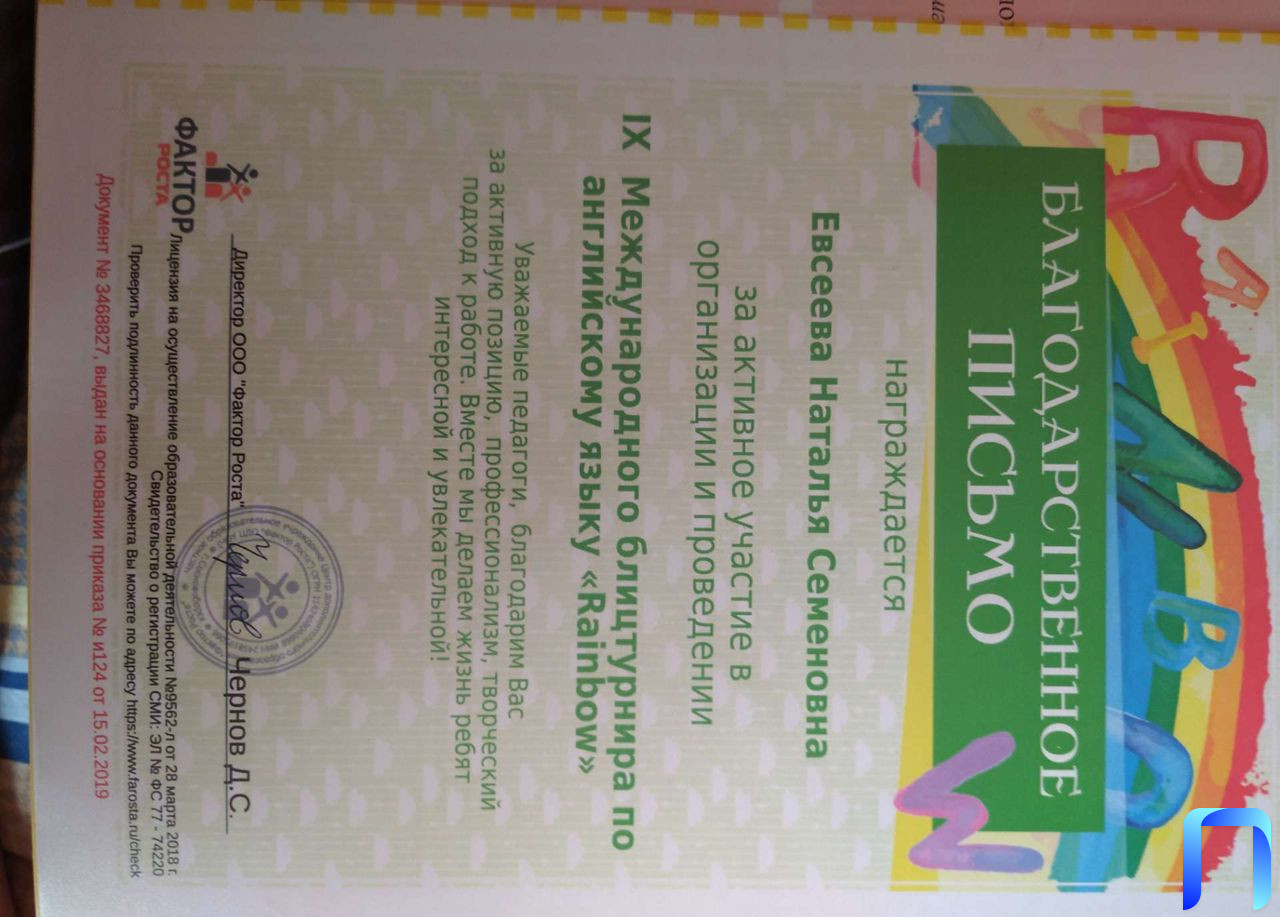 RAINBOW
БЛАГОДАРСТВЕННОЕ
ПИСЬМО
награждается
Евсеева Наталья Семеновна
за активное участие в
организации и проведении
IX Международного блицтурнира по
английскому языку «Rainbow»
Уважаемые педагоги, благодарим Вас
за активную позицию, профессионализм, творческий
подход к работе. Вместе мы делаем жизнь ребят
интересной и увлекательной!
ФАКТОР
РОСТА
Директор ООО "Фактор Роста"
Чернов Д.С.
Лицензия на осуществление образовательной деятельности №9562-л от 28 марта 2018 г.
Свидетельство о регистрации СМИ: ЭЛ № ФС 77 - 74220
Проверить подлинность данного документа Вы можете по адресу https://www.farosta.ru/check
Документ № 3468827, выдан на основании приказа № и124 от 15.02.2019